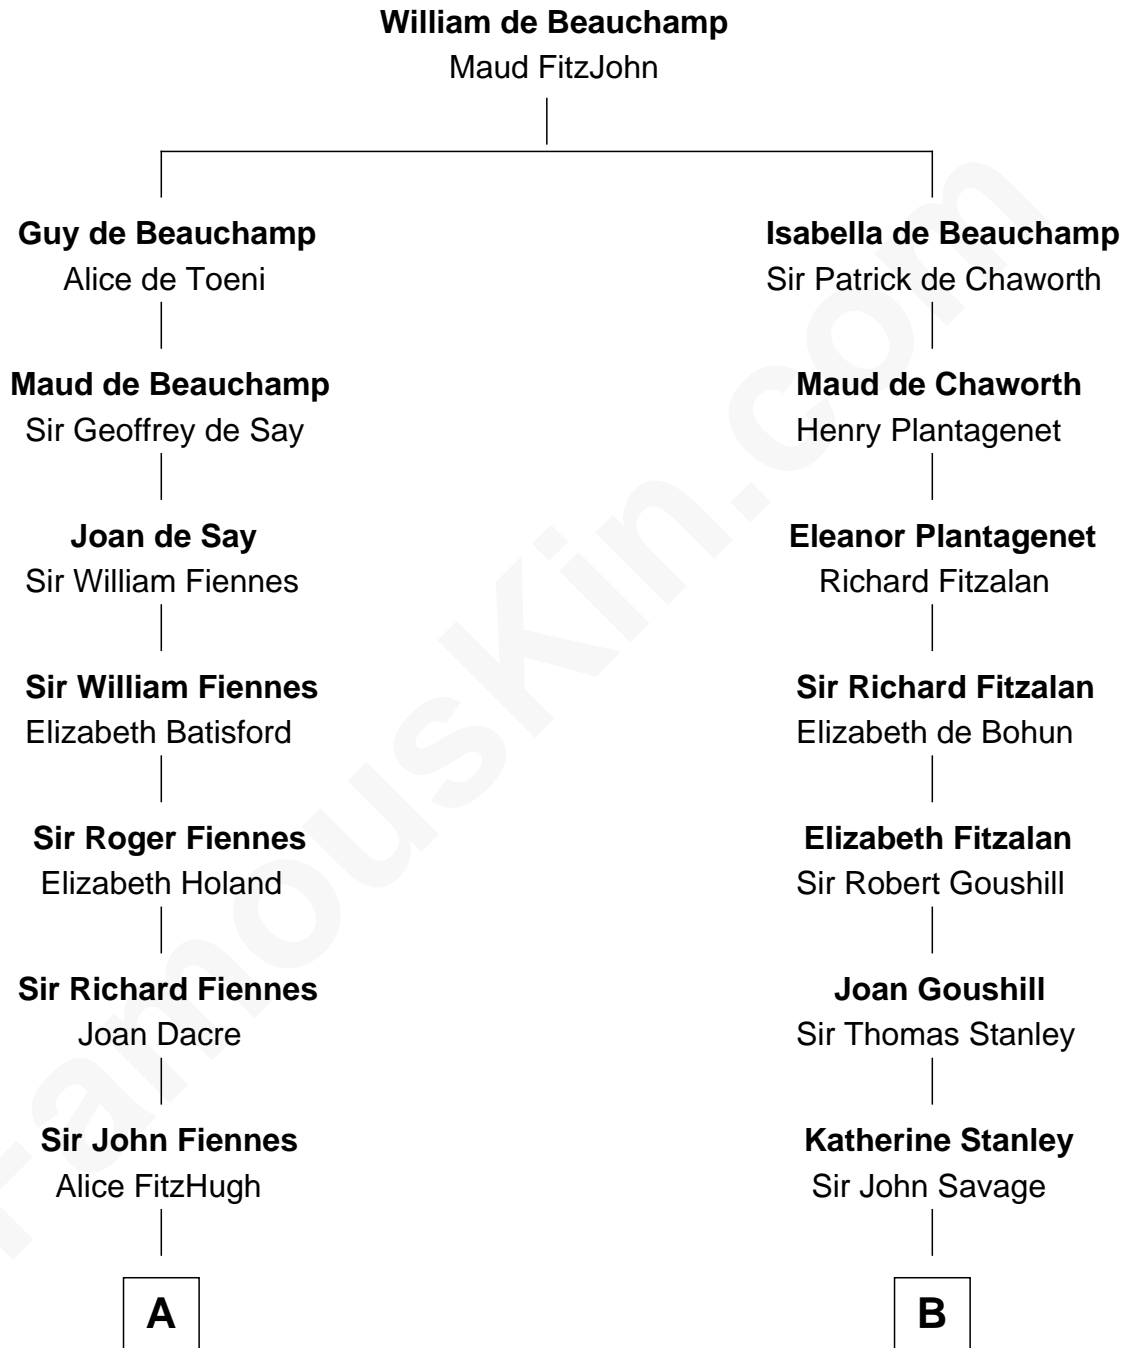 William de Beauchamp
Maud FitzJohn
Guy de Beauchamp
Alice de Toeni
Isabella de Beauchamp
Sir Patrick de Chaworth
Maud de Beauchamp
Sir Geoffrey de Say
Maud de Chaworth
Henry Plantagenet
Joan de Say
Sir William Fiennes
Eleanor Plantagenet
Richard Fitzalan
Sir William Fiennes
Elizabeth Batisford
Sir Richard Fitzalan
Elizabeth de Bohun
Sir Roger Fiennes
Elizabeth Holand
Elizabeth Fitzalan
Sir Robert Goushill
Sir Richard Fiennes
Joan Dacre
Joan Goushill
Sir Thomas Stanley
Sir John Fiennes
Alice FitzHugh
Katherine Stanley
Sir John Savage
A
B
FamousKin.com